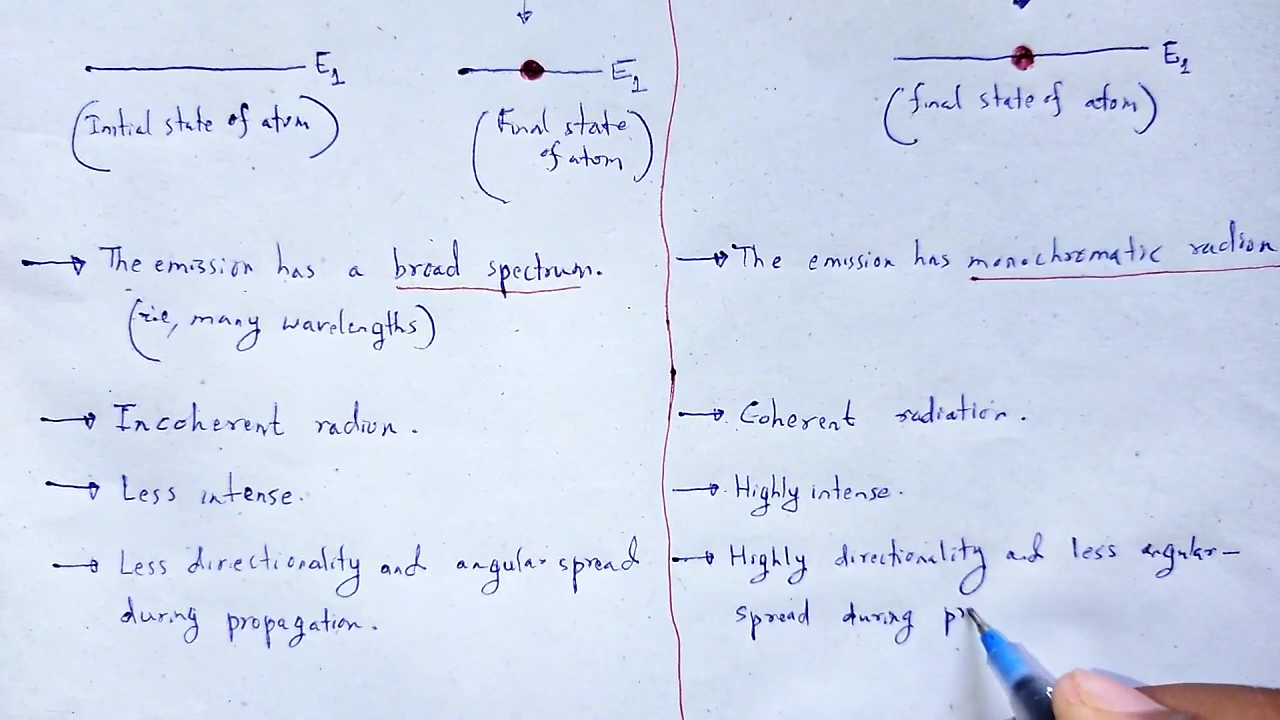 E1
(Initial state of atom)
E1
(Final state
of atom)
→ The emission has a broad spectrum.
(i.e, many wavelengths)
→ Incoherent radion.
→ Less intense.
→ Less directionality and angular spread
during propagation.
E1
(final state of atom)
→ The emission has monochromatic radion
→ Coherent radiation.
→ Highly intense.
→ Highly directionality and less angular-
spread during